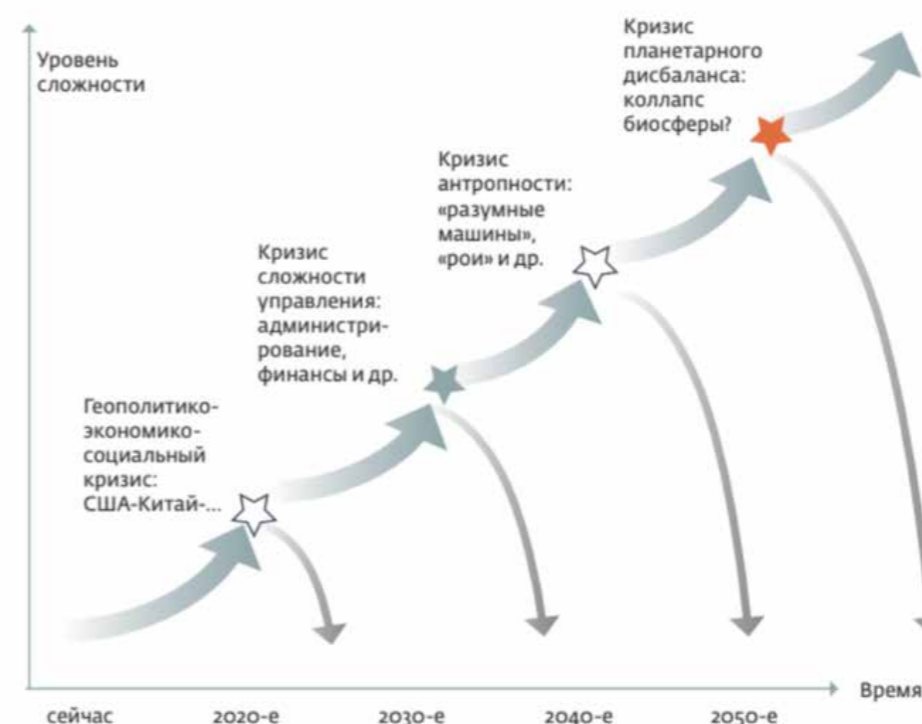 Уровень
сложности
Кризис
планетарного
дисбаланса:
коллапс
биосферы?
Кризис
антропности:
«разумные
машины»,
«рои» и др.
Кризис
сложности
управления:
администри-
рование,
финансы и др.
Геополитико-
экономико-
социальный
кризис:
США-Китай-...
Время
сейчас
2020-е
2030-е
2040-е
2050-е